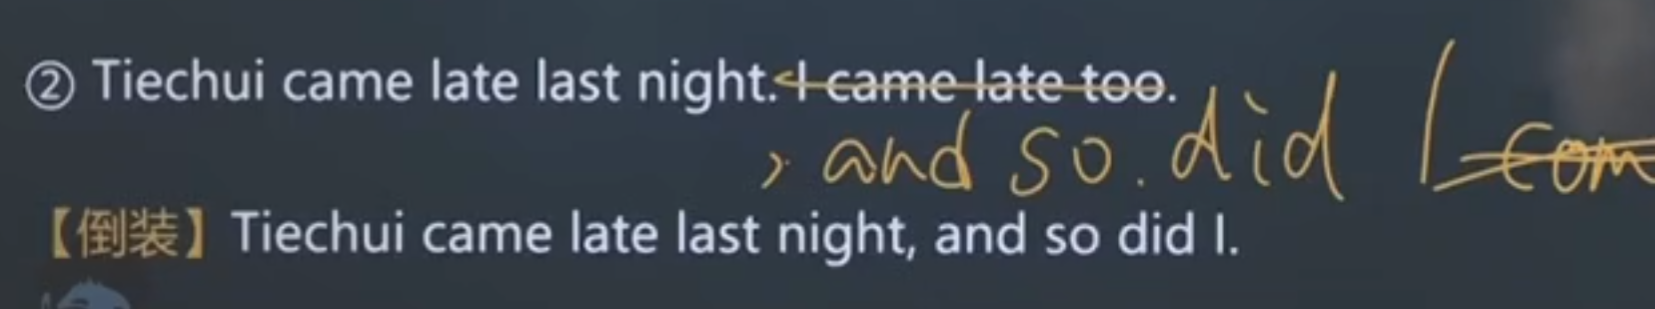 ② Tiechui came late last night. I came late too.
, and so did I com
【倒装】Tiechui came late last night, and so did I.